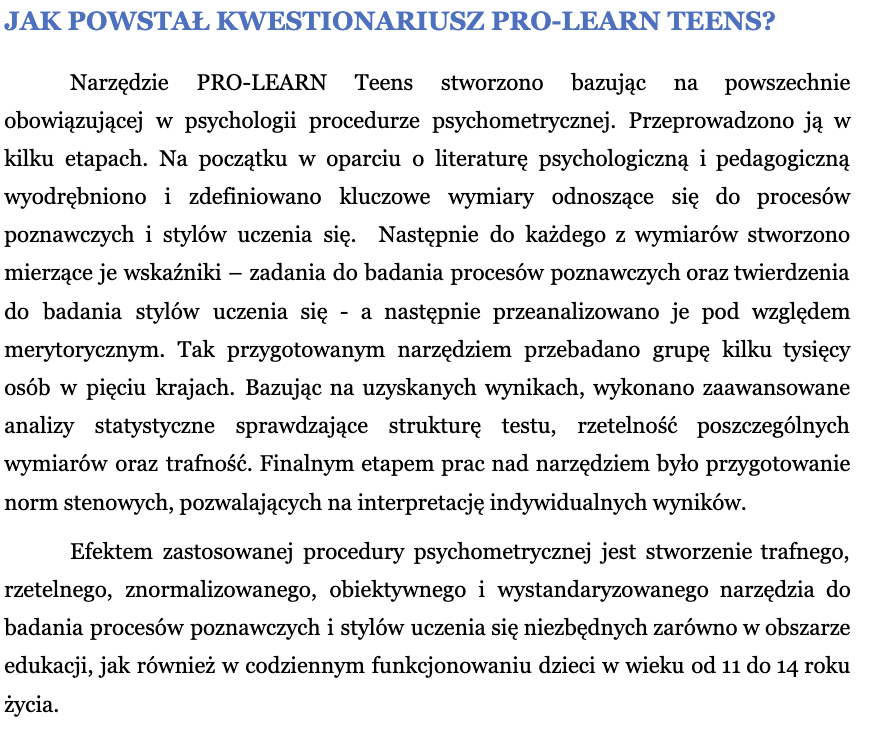 JAK POWSTAŁ KWESTIONARIUSZ PRO-LEARN TEENS?
Narzędzie PRO-LEARN Teens stworzono bazując na powszechnie
obowiązującej w psychologii procedurze psychometrycznej. Przeprowadzono ją w
kilku etapach. Na początku w oparciu o literaturę psychologiczną i pedagogiczną
wyodrębniono i zdefiniowano kluczowe wymiary odnoszące się do procesów
poznawczych i stylów uczenia się.  Następnie do każdego z wymiarów stworzono
mierzące je wskaźniki – zadania do badania procesów poznawczych oraz twierdzenia
do badania stylów uczenia się - a następnie przeanalizowano je pod względem
merytorycznym. Tak przygotowanym narzędziem przebadano grupę kilku tysięcy
osób w pięciu krajach. Bazując na uzyskanych wynikach, wykonano zaawansowane
analizy statystyczne sprawdzające strukturę testu, rzetelność poszczególnych
wymiarów oraz trafność. Finalnym etapem prac nad narzędziem było przygotowanie
norm stenowych, pozwalających na interpretację indywidualnych wyników.
Efektem zastosowanej procedury psychometrycznej jest stworzenie trafnego,
rzetelnego, znormalizowanego, obiektywnego i wystandaryzowanego narzędzia do
badania procesów poznawczych i stylów uczenia się niezbędnych zarówno w obszarze
edukacji, jak również w codziennym funkcjonowaniu dzieci w wieku od 11 do 14 roku
życia.